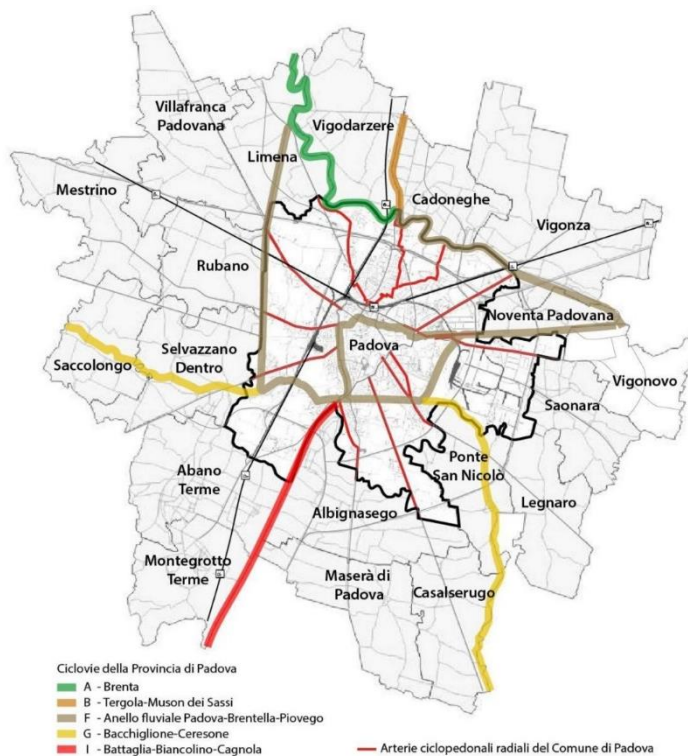 Villafranca
Padovana
Vigodarzere
Limena
Mestrino
Cadoneghe
Vigonza
Rubano
Noventa Padovana
Padova
Selvazzano
Dentro
Saccolongo
Vigonovo
Saonara
Ponte
San Nicolò
Abano
Terme
Legnaro
Albignasego
Montegrotto
Terme
Maserà di
Padova
Casalserugo
Ciclovie della Provincia di Padova
A - Brenta
B - Tergola-Muson dei Sassi
F - Anello fluviale Padova-Brentella-Piovego
G - Bacchiglione-Ceresone
I - Battaglia-Biancolino-Cagnola
Arterie ciclopedonali radiali del Comune di Padova